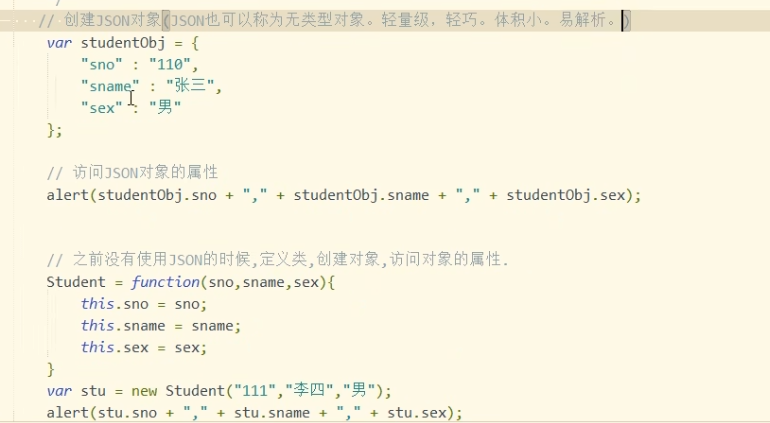 // 创建JSON对象(JSON也可以称为无类型对象。轻量级，轻巧。体积小。易解析。)
var studentObj = {
"sno" : "110",
"sname" : "张三",
"sex" : "男"
};
// 访问JSON对象的属性
alert(studentObj.sno + "," + studentObj.sname + "," + studentObj.sex);
// 之前没有使用JSON的时候,定义类,创建对象,访问对象的属性.
Student = function(sno,sname,sex){
this.sno = sno;
this.sname = sname;
this.sex = sex;
}
var stu = new Student("111","李四","男");
alert(stu.sno + "," + stu.sname + "," + stu.sex);